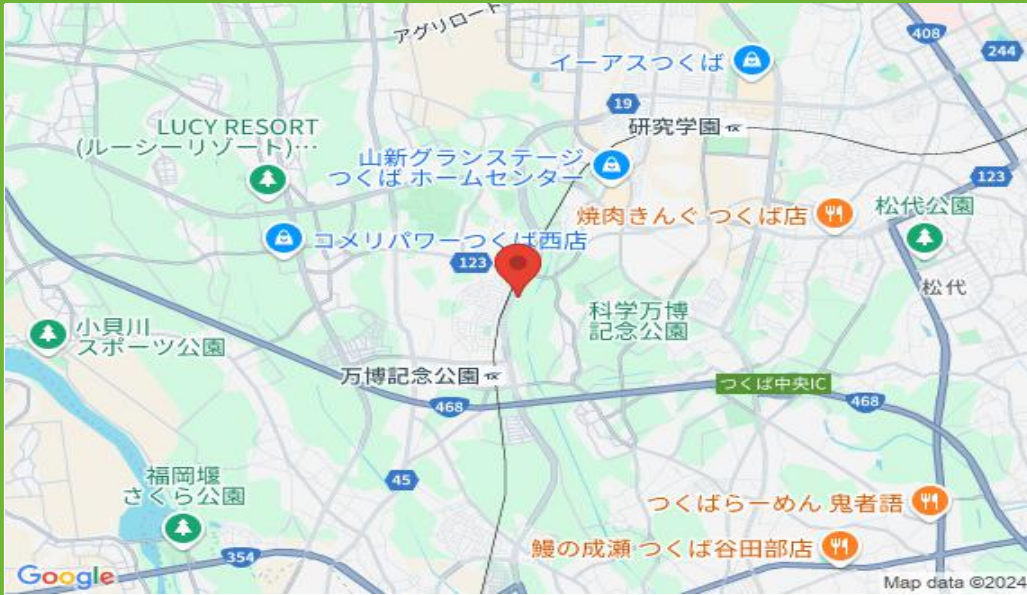 アグリロード
408
イーアスつくば
244
19
研究学園
LUCY RESORT
(ルーシーリゾート)…
山新グランステージ
つくば ホームセンター
123
焼肉きんぐ つくば店
松代公園
コメリパワーつくば西店
123
松代
科学万博
記念公園
小貝川
スポーツ公園
万博記念公園
つくば中央IC
468
468
福岡堰
さくら公園
45
つくばらーめん 鬼者語
鰻の成瀬 つくば谷田部店
354
Google
Map data ©2024